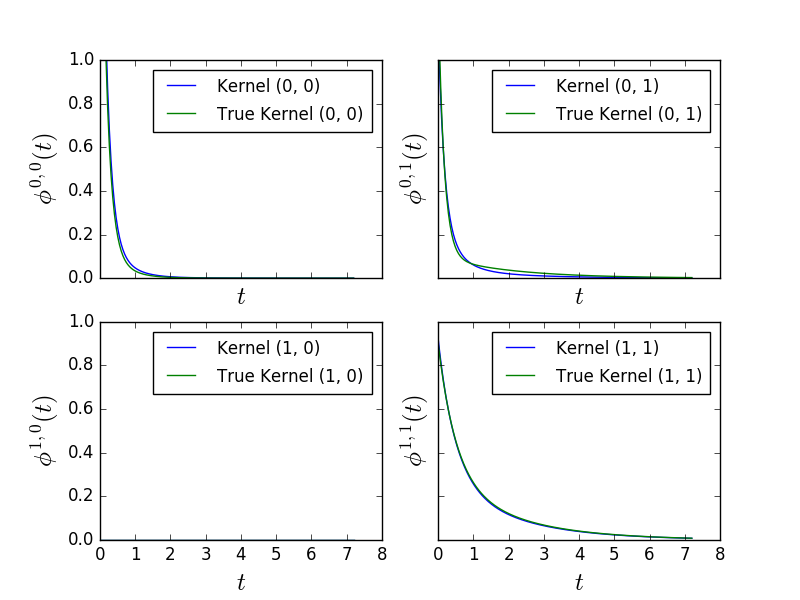 1.0
0.8
0.6
0.4
0.2
0.0
ϕ^{0,0}(t)
Kernel (0, 0)
True Kernel (0, 0)
t
ϕ^{0,1}(t)
Kernel (0, 1)
True Kernel (0, 1)
t
1.0
0.8
0.6
0.4
0.2
0.0
ϕ^{1,0}(t)
Kernel (1, 0)
True Kernel (1, 0)
0 1 2 3 4 5 6 7 8
t
ϕ^{1,1}(t)
Kernel (1, 1)
True Kernel (1, 1)
0 1 2 3 4 5 6 7 8
t